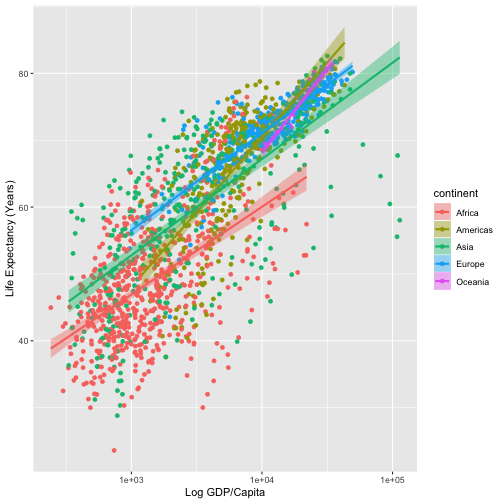 80
60
40
Life Expectancy (Years)
1e+03
1e+04
1e+05
Log GDP/Capita
continent
Africa
Americas
Asia
Europe
Oceania